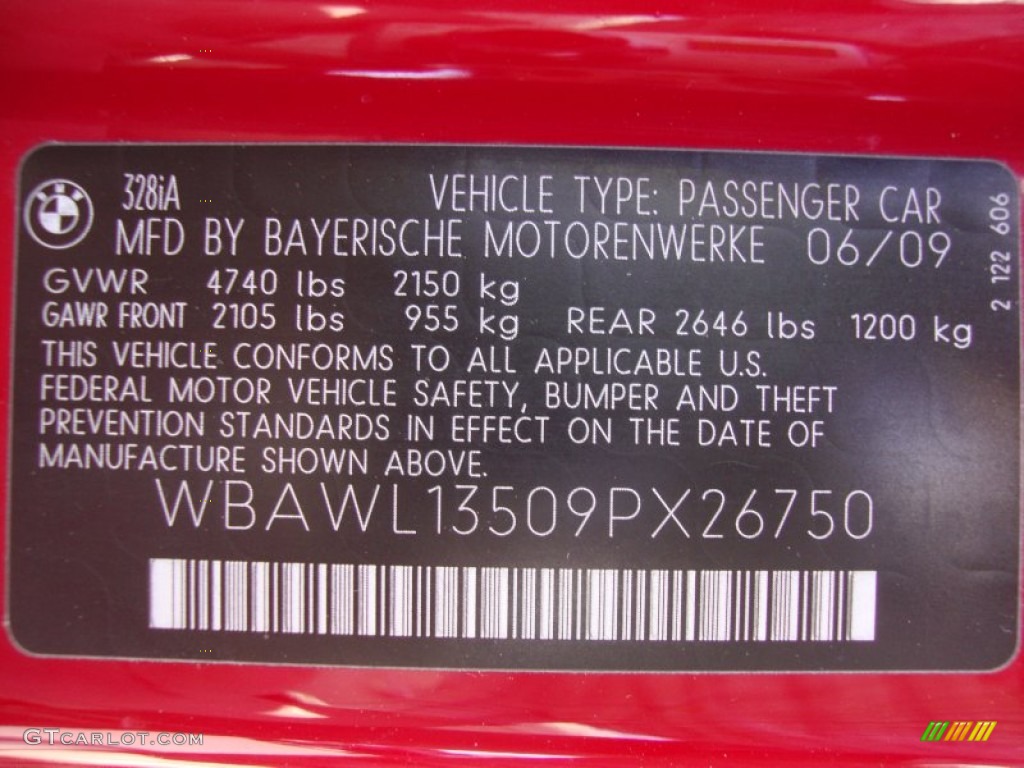 328iA VEHICLE TYPE: PASSENGER CAR
MFD BY BAYERISCHE MOTORENWERKE 06/09
GVWR 4740 lbs 2150 kg
GAWR FRONT 2105 lbs 955 kg REAR 2646 lbs 1200 kg
THIS VEHICLE CONFORMS TO ALL APPLICABLE U.S.
FEDERAL MOTOR VEHICLE SAFETY, BUMPER AND THEFT
PREVENTION STANDARDS IN EFFECT ON THE DATE OF
MANUFACTURE SHOWN ABOVE.
WBAWL13509PX26750
2 122 606
GTCARLOT.COM